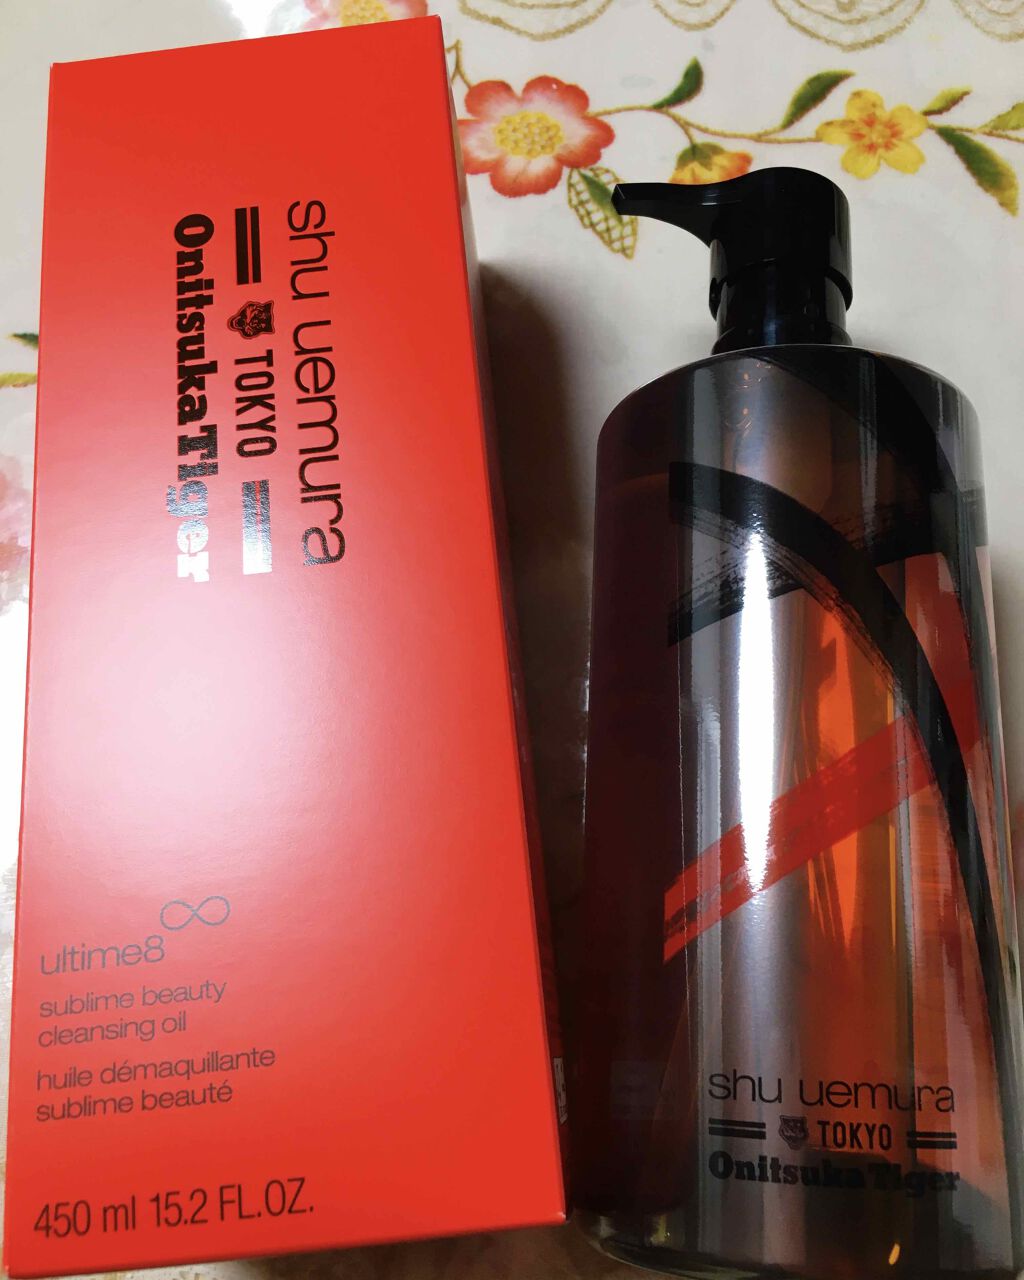 shu uemura
TOKYO
Onitsuka Tiger
ultime8∞
sublime beauty
cleansing oil
huile démaquillante
sublime beauté
450 ml 15.2 FL.OZ.
shu uemura
TOKYO
Onitsuka Tiger